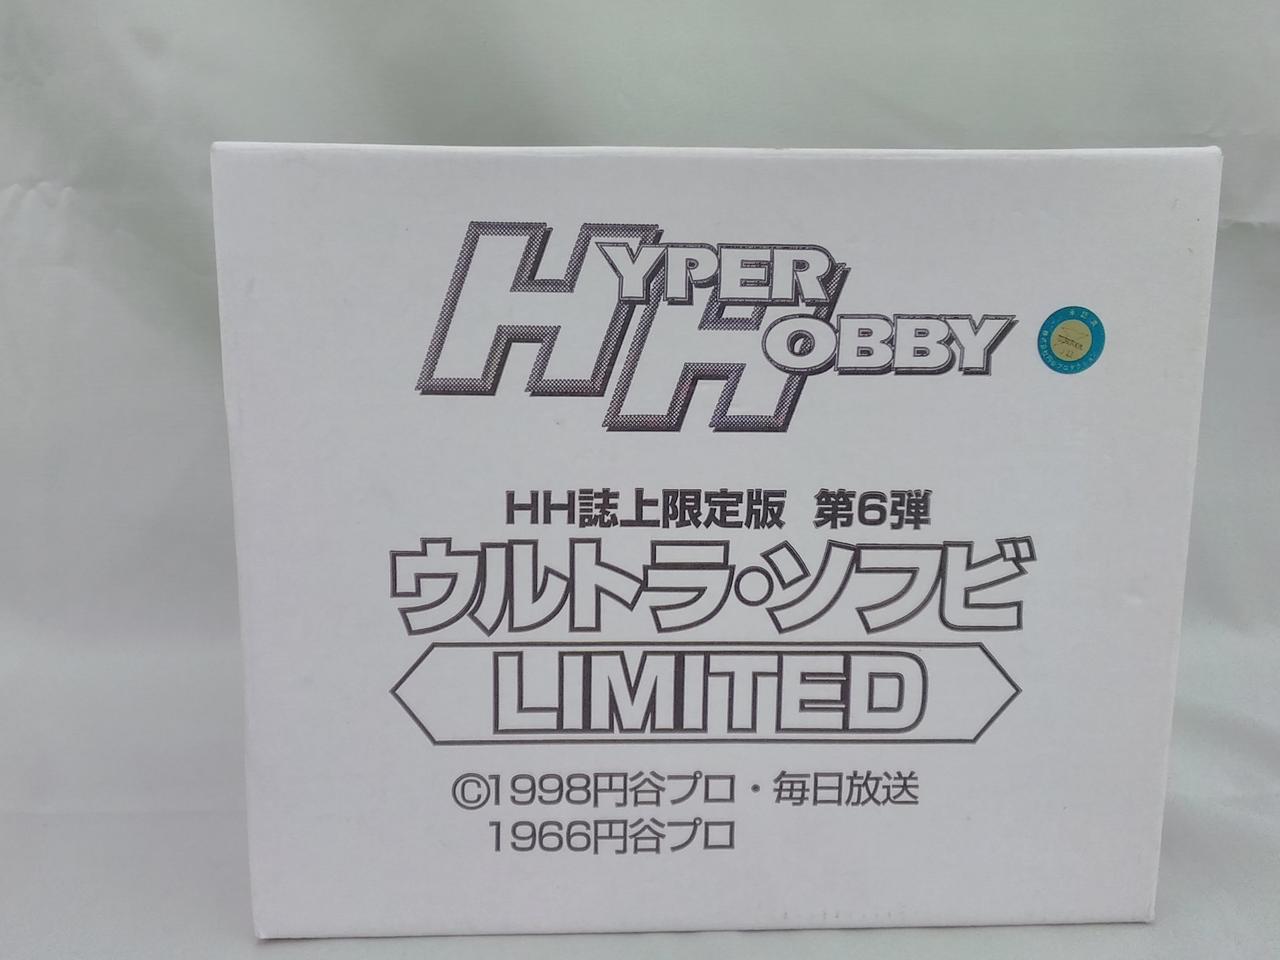 HYPER
HOBBY
HH誌上限定版 第6弾
ウルトラ・ソフビ
LIMITED
©1998円谷プロ・毎日放送
1966円谷プロ